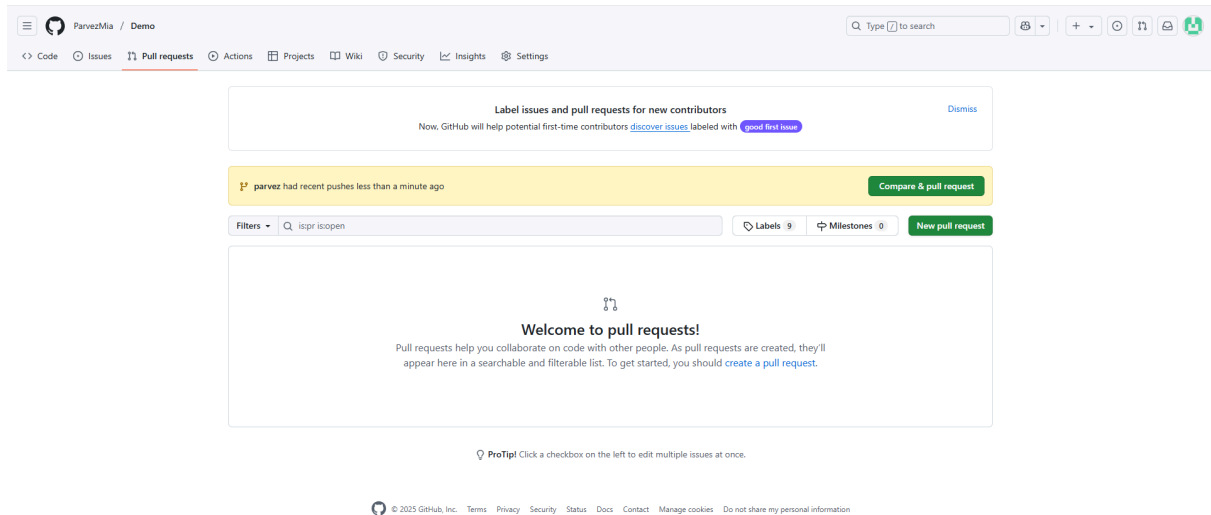 ParvezMia / Demo
Type / to search
Code Issues Pull requests Actions Projects Wiki Security Insights Settings
Label issues and pull requests for new contributors
Dismiss
Now, GitHub will help potential first-time contributors discover issues labeled with good first issue
parvez had recent pushes less than a minute ago
Compare & pull request
Filters is:pr is:open Labels 9 Milestones 0 New pull request
Welcome to pull requests!
Pull requests help you collaborate on code with other people. As pull requests are created, they'll
appear here in a searchable and filterable list. To get started, you should create a pull request.
ProTip! Click a checkbox on the left to edit multiple issues at once.
© 2025 GitHub, Inc. Terms Privacy Security Status Docs Contact Manage cookies Do not share my personal information